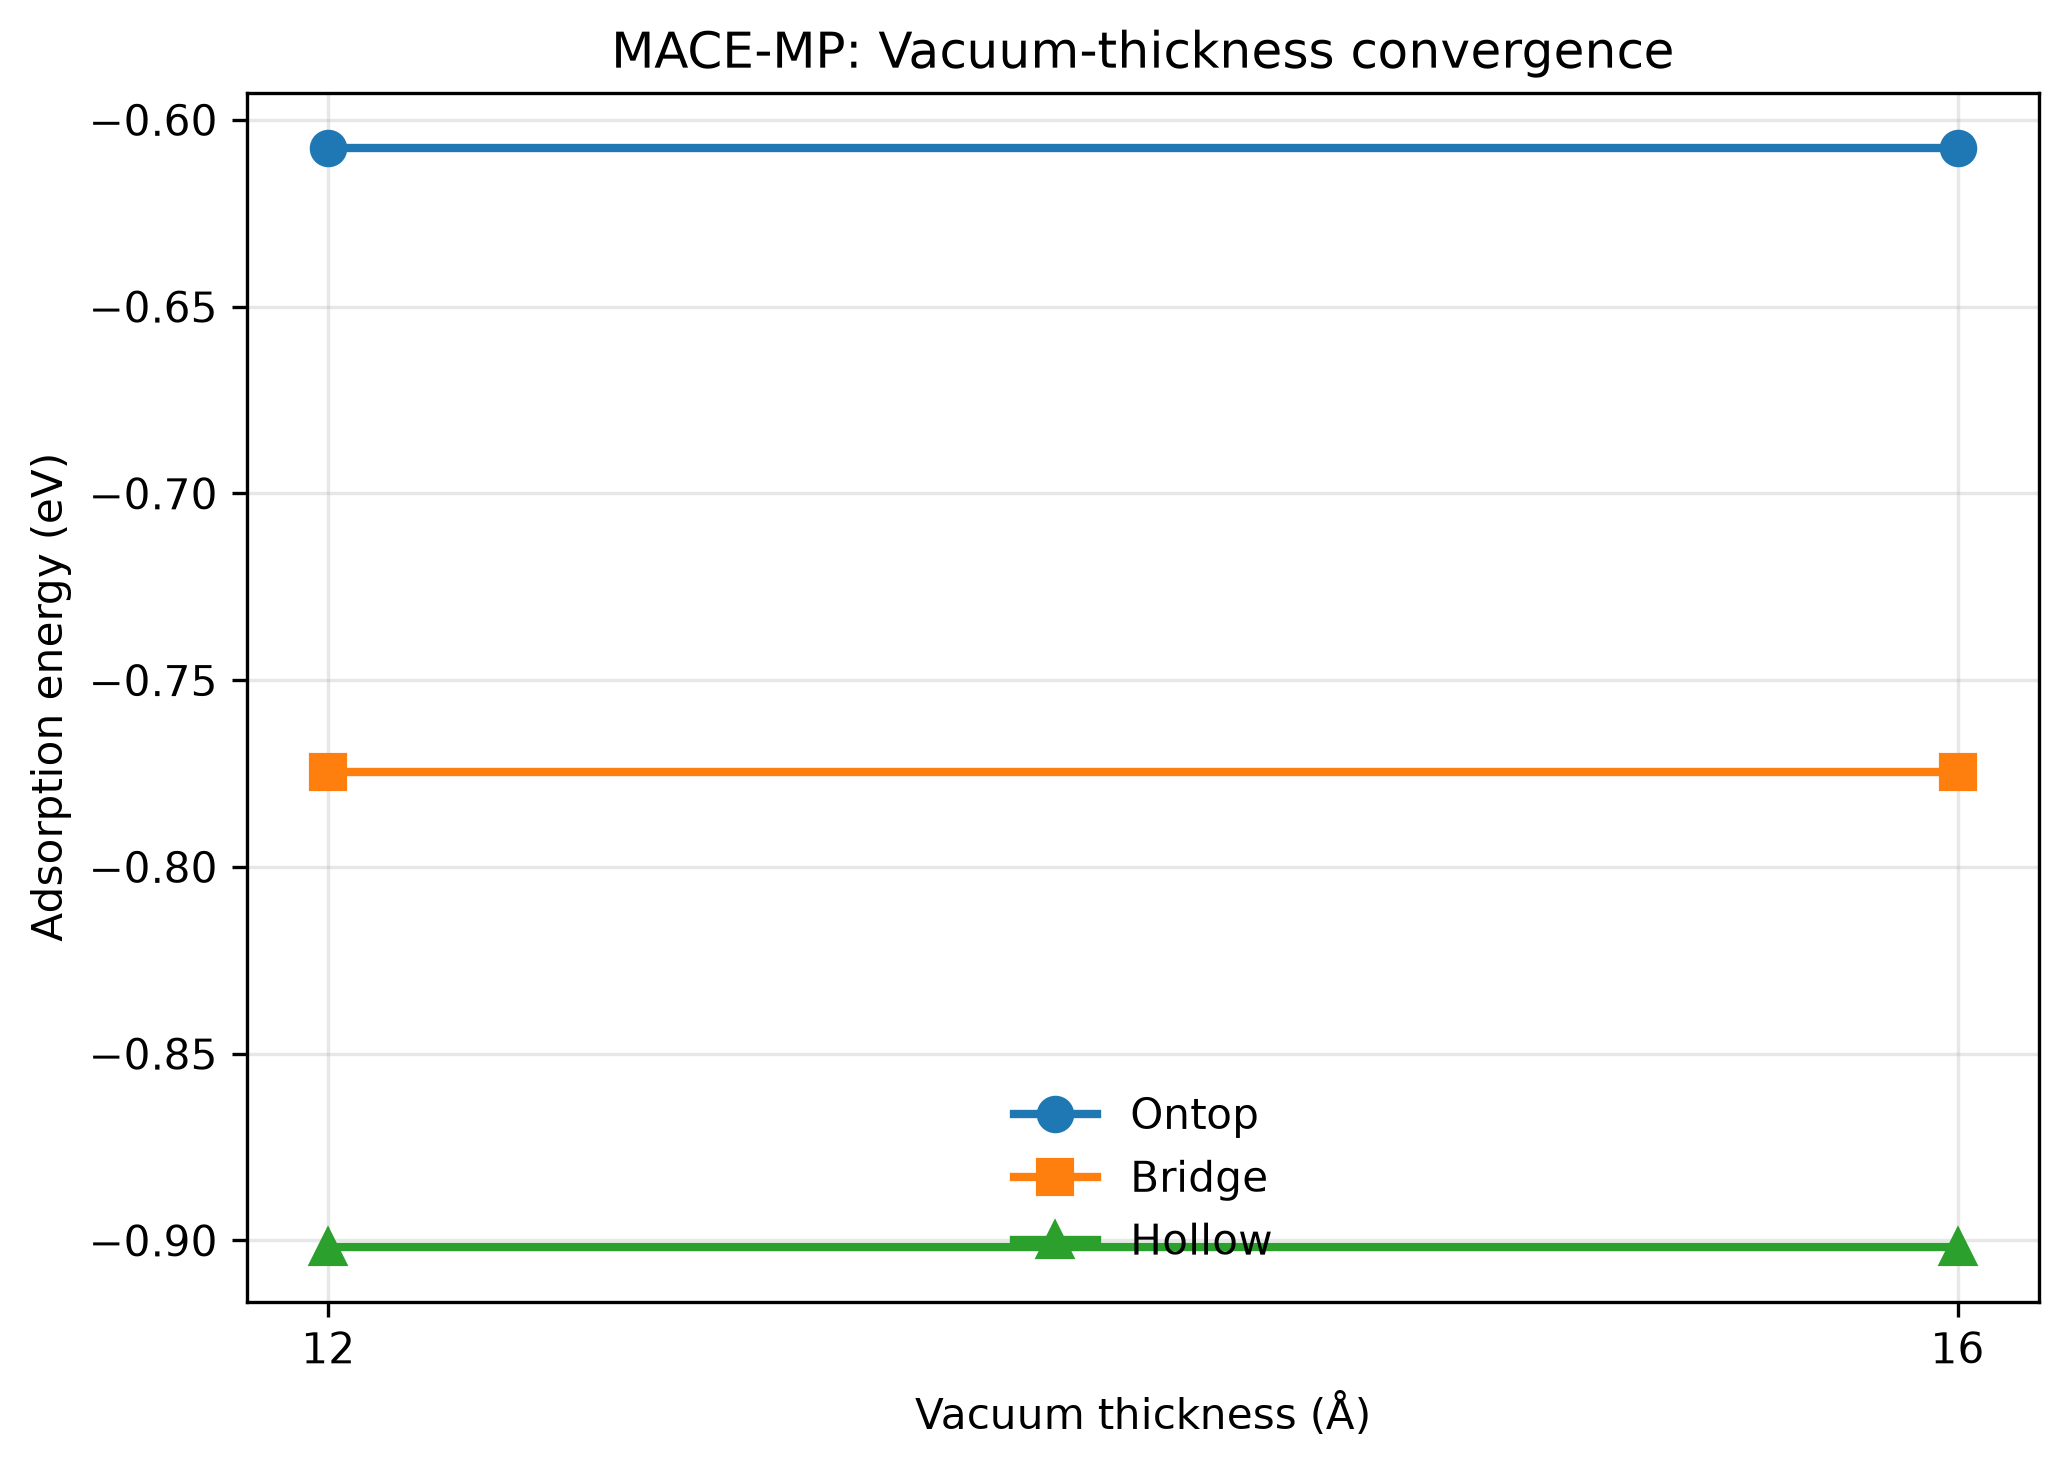 MACE-MP: Vacuum-thickness convergence
Adsorption energy (eV)
−0.60
−0.65
−0.70
−0.75
−0.80
−0.85
−0.90
Ontop
Bridge
Hollow
12
16
Vacuum thickness (Å)